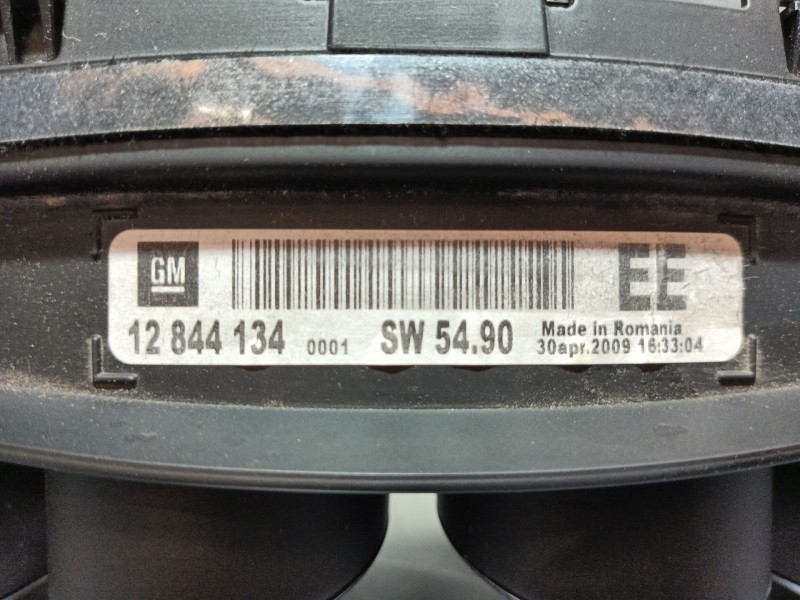 GM
EE
12 844 134 0001 SW 54.90
Made in Romania
30apr.2009 16:33:04